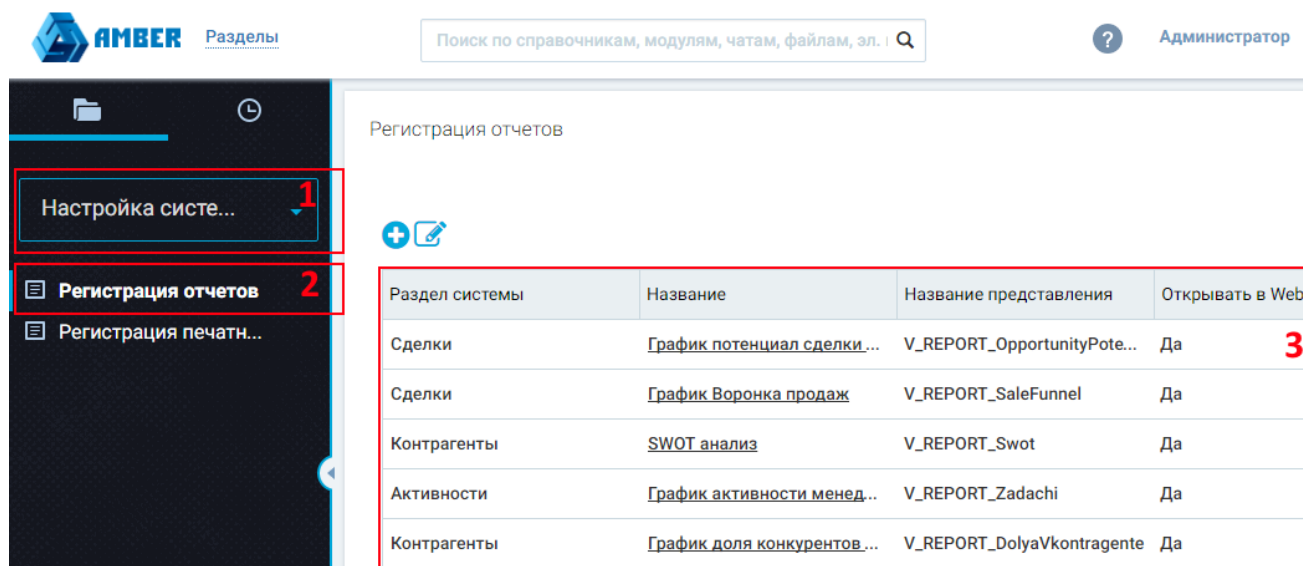 AMBER Разделы Поиск по справочникам, модулям, чатам, файлам, эл. ? Администратор
Регистрация отчетов
Настройка систе... 1
Регистрация отчетов 2
Регистрация печатн...
Раздел системы Название Название представления Открывать в Web
Сделки График потенциал сделки ... V_REPORT_OpportunityPote... Да 3
Сделки График Воронка продаж V_REPORT_SaleFunnel Да
Контрагенты SWOT анализ V_REPORT_Swot Да
Активности График активности менед... V_REPORT_Zadachi Да
Контрагенты График доля конкурентов ... V_REPORT_DolyaVkontragente Да